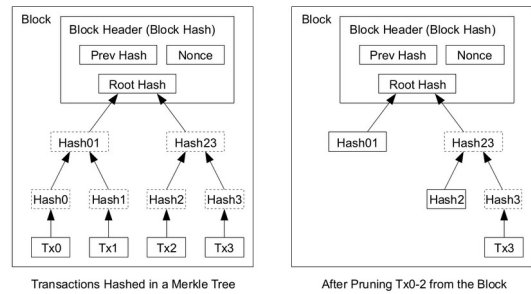 Block
Block Header (Block Hash)
Prev Hash
Nonce
Root Hash
Hash01
Hash23
Hash0
Hash1
Hash2
Hash3
Tx0
Tx1
Tx2
Tx3
Transactions Hashed in a Merkle Tree
Block
Block Header (Block Hash)
Prev Hash
Nonce
Root Hash
Hash01
Hash23
Hash2
Hash3
Tx3
After Pruning Tx0-2 from the Block